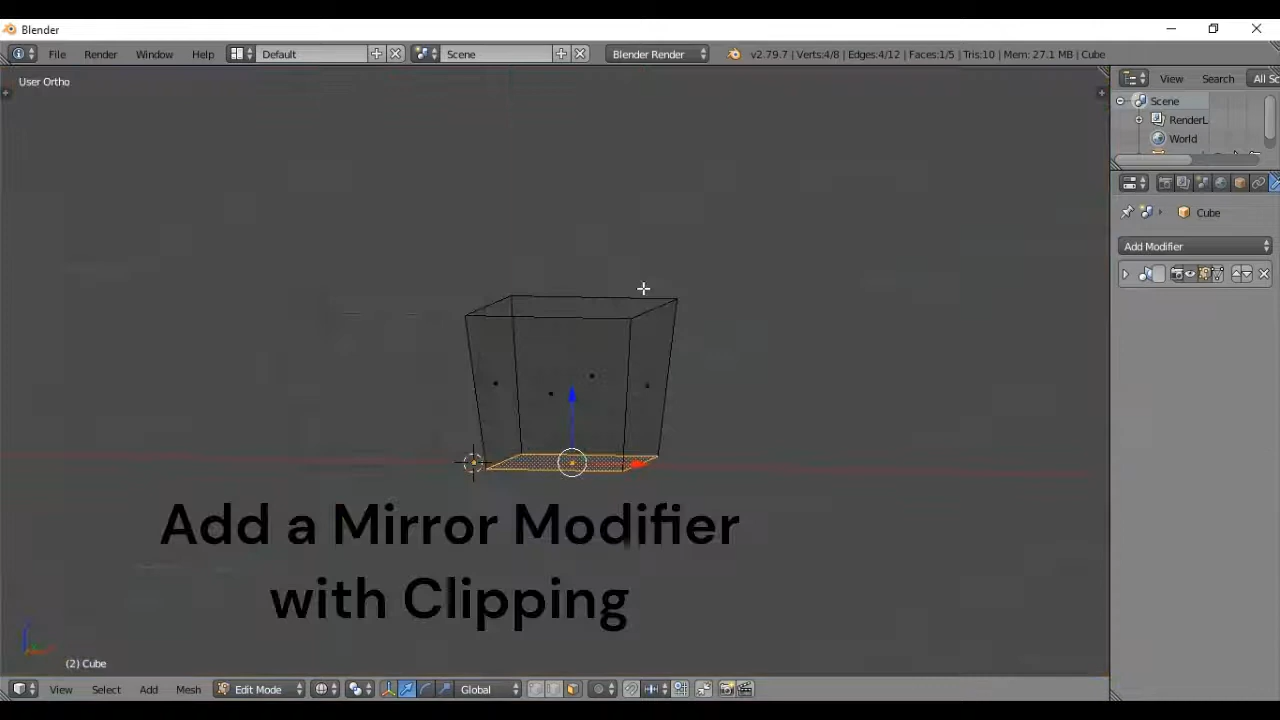 Blender
File Render Window Help Default Scene Blender Render v2.79.7 | Verts:4/8 | Edges:4/12 | Faces:1/5 | Tris:10 | Mem: 27.1 MB | Cube
User Ortho
View Search All Sc
Scene
RenderL
World
Cube
Add Modifier
Add a Mirror Modifier
with Clipping
(2) Cube
View Select Add Mesh Edit Mode Global